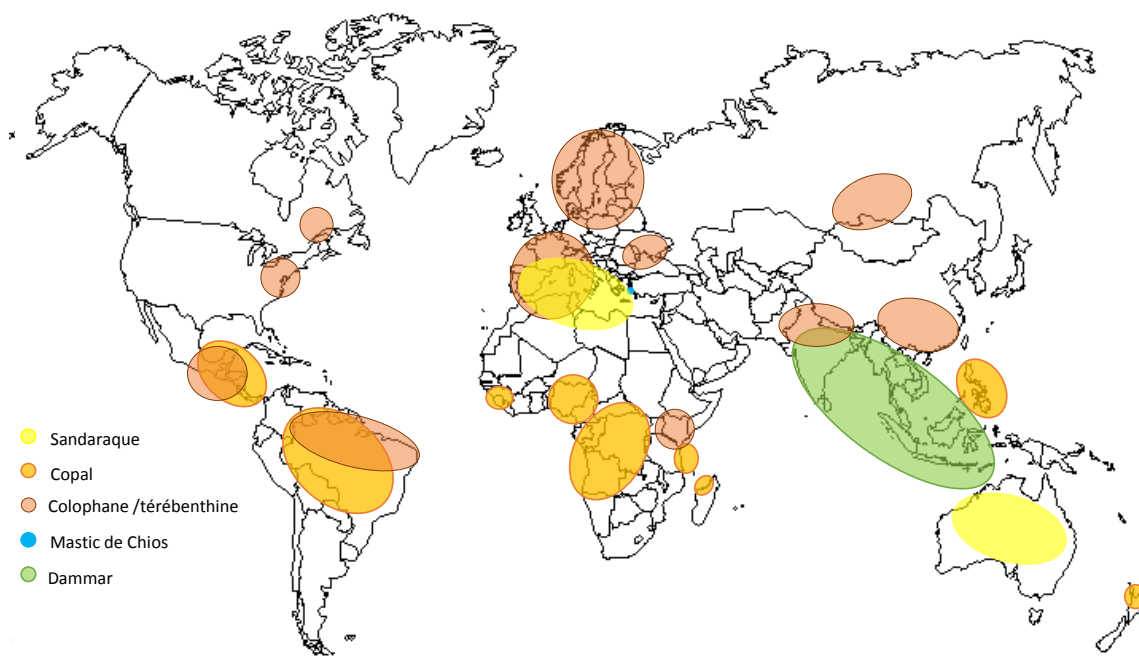 Sandaraque
Copal
Colophane /térébenthine
Mastic de Chios
Dammar